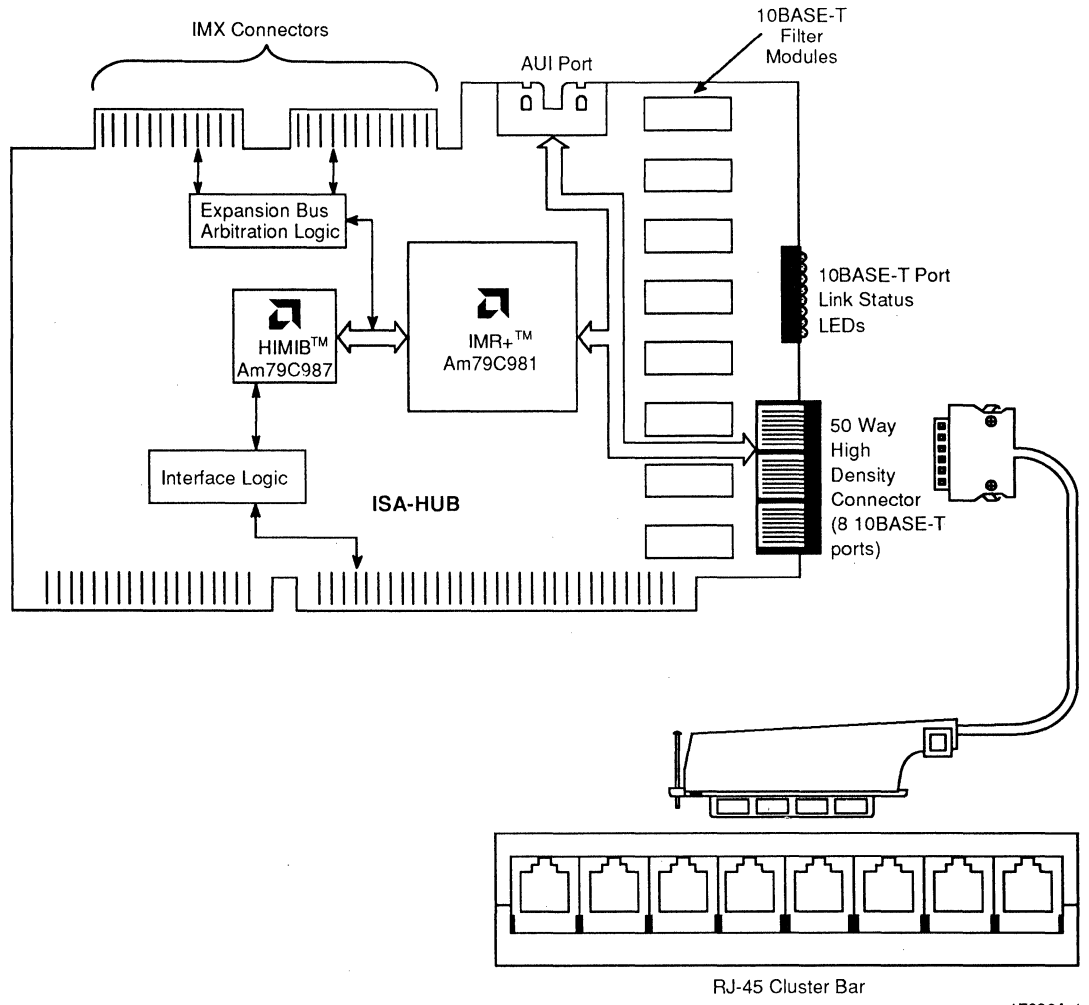 IMX Connectors
10BASE-T
Filter
Modules
AUI Port
Expansion Bus
Arbitration Logic
10BASE-T Port
Link Status
LEDs
HIMIB™
Am79C987
IMR+™
Am79C981
50 Way
High
Density
Connector
(8 10BASE-T
ports)
Interface Logic
ISA-HUB
RJ-45 Cluster Bar